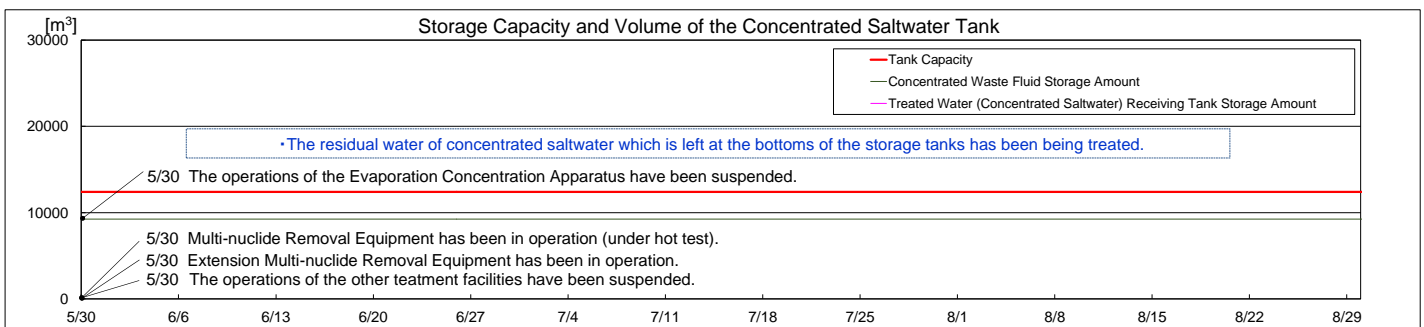 Storage Capacity and Volume of the Concentrated Saltwater Tank
[m³]
30000
20000
10000
0
Tank Capacity
Concentrated Waste Fluid Storage Amount
Treated Water (Concentrated Saltwater) Receiving Tank Storage Amount
・The residual water of concentrated saltwater which is left at the bottoms of the storage tanks has been being treated.
5/30 The operations of the Evaporation Concentration Apparatus have been suspended.
5/30 Multi-nuclide Removal Equipment has been in operation (under hot test).
5/30 Extension Multi-nuclide Removal Equipment has been in operation.
5/30 The operations of the other teatment facilities have been suspended.
5/30 6/6 6/13 6/20 6/27 7/4 7/11 7/18 7/25 8/1 8/8 8/15 8/22 8/29